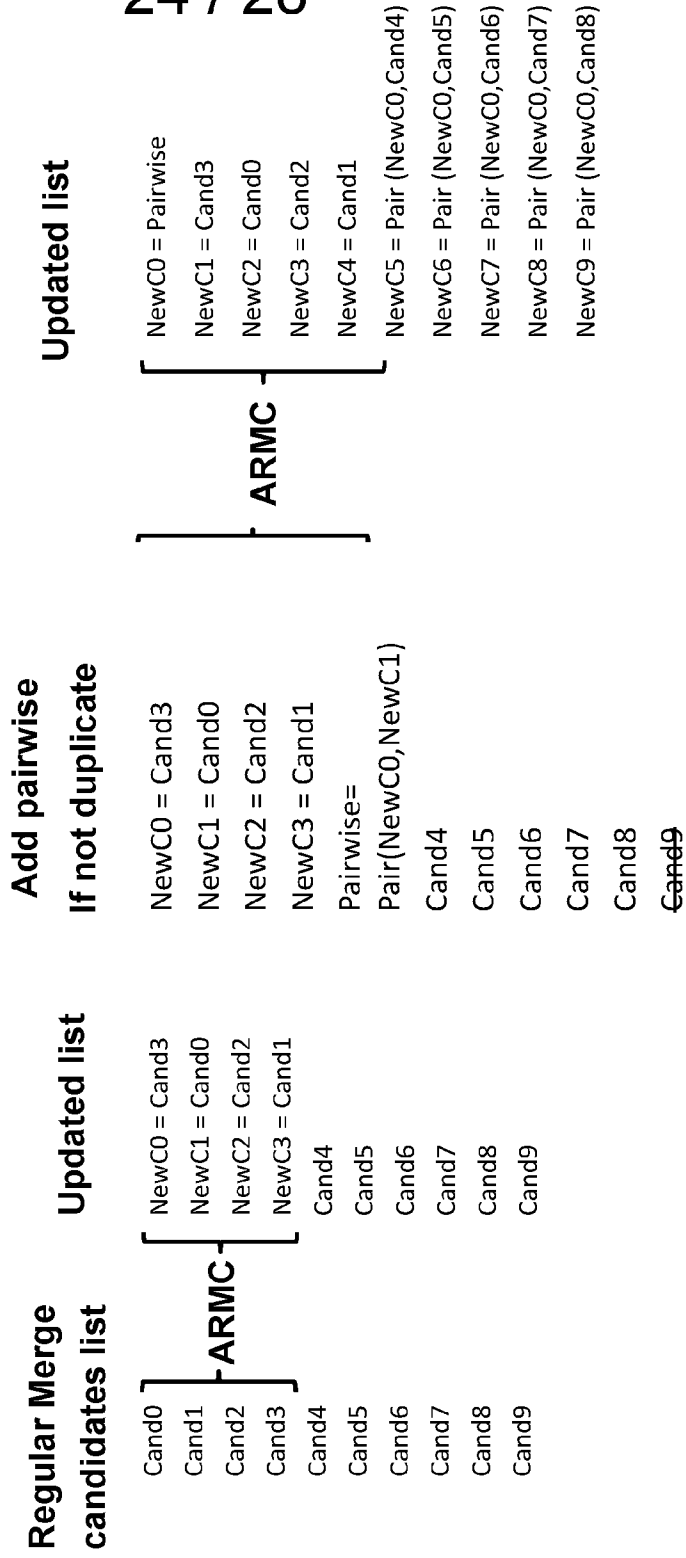 Regular Merge
candidates list
Cand0
Cand1
Cand2
Cand3
Cand4
Cand5
Cand6
Cand7
Cand8
Cand9
ARMC
Updated list
NewC0 = Cand3
NewC1 = Cand0
NewC2 = Cand2
NewC3 = Cand1
Cand4
Cand5
Cand6
Cand7
Cand8
Cand9
Add pairwise
If not duplicate
NewC0 = Cand3
NewC1 = Cand0
NewC2 = Cand2
NewC3 = Cand1
Pairwise=
Pair(NewC0,NewC1)
Cand4
Cand5
Cand6
Cand7
Cand8
Cand9
ARMC
Updated list
NewC0 = Pairwise
NewC1 = Cand3
NewC2 = Cand0
NewC3 = Cand2
NewC4 = Cand1
NewC5 = Pair (NewC0,Cand4)
NewC6 = Pair (NewC0,Cand5)
NewC7 = Pair (NewC0,Cand6)
NewC8 = Pair (NewC0,Cand7)
NewC9 = Pair (NewC0,Cand8)